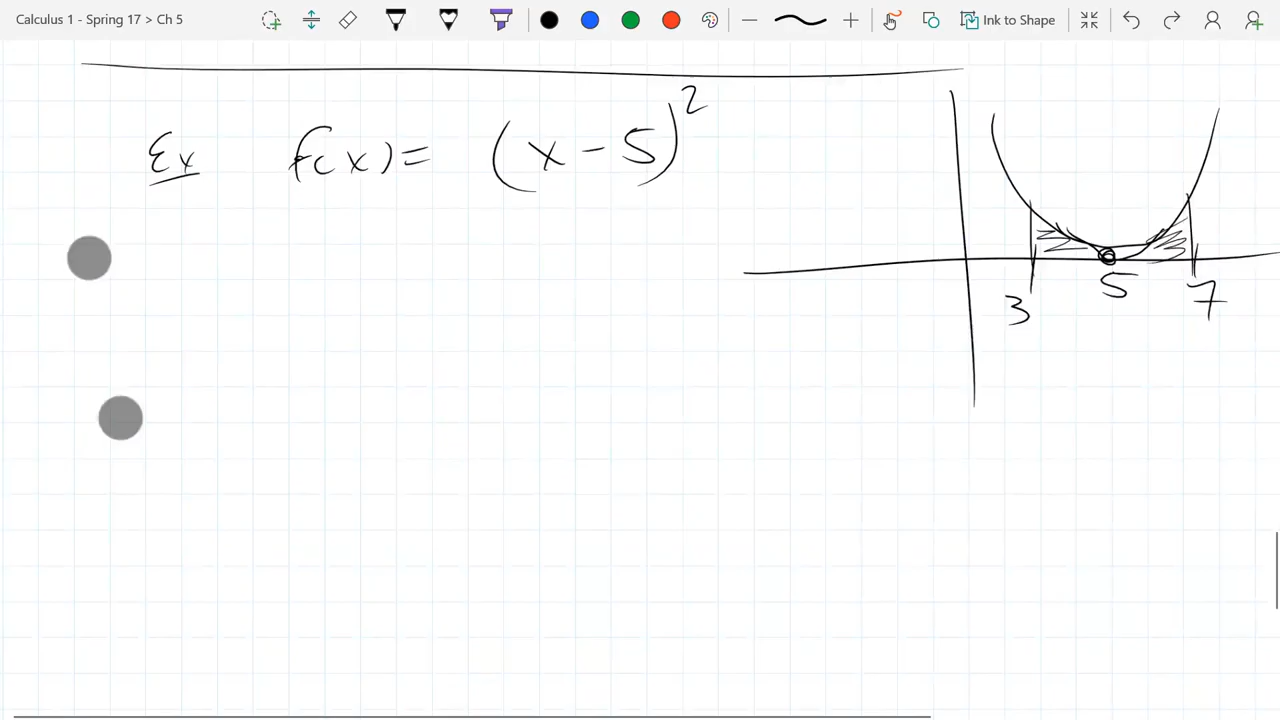 Calculus 1 - Spring 17 > Ch 5
Ink to Shape
Ex f(x) = (x - 5)²
3 5 7